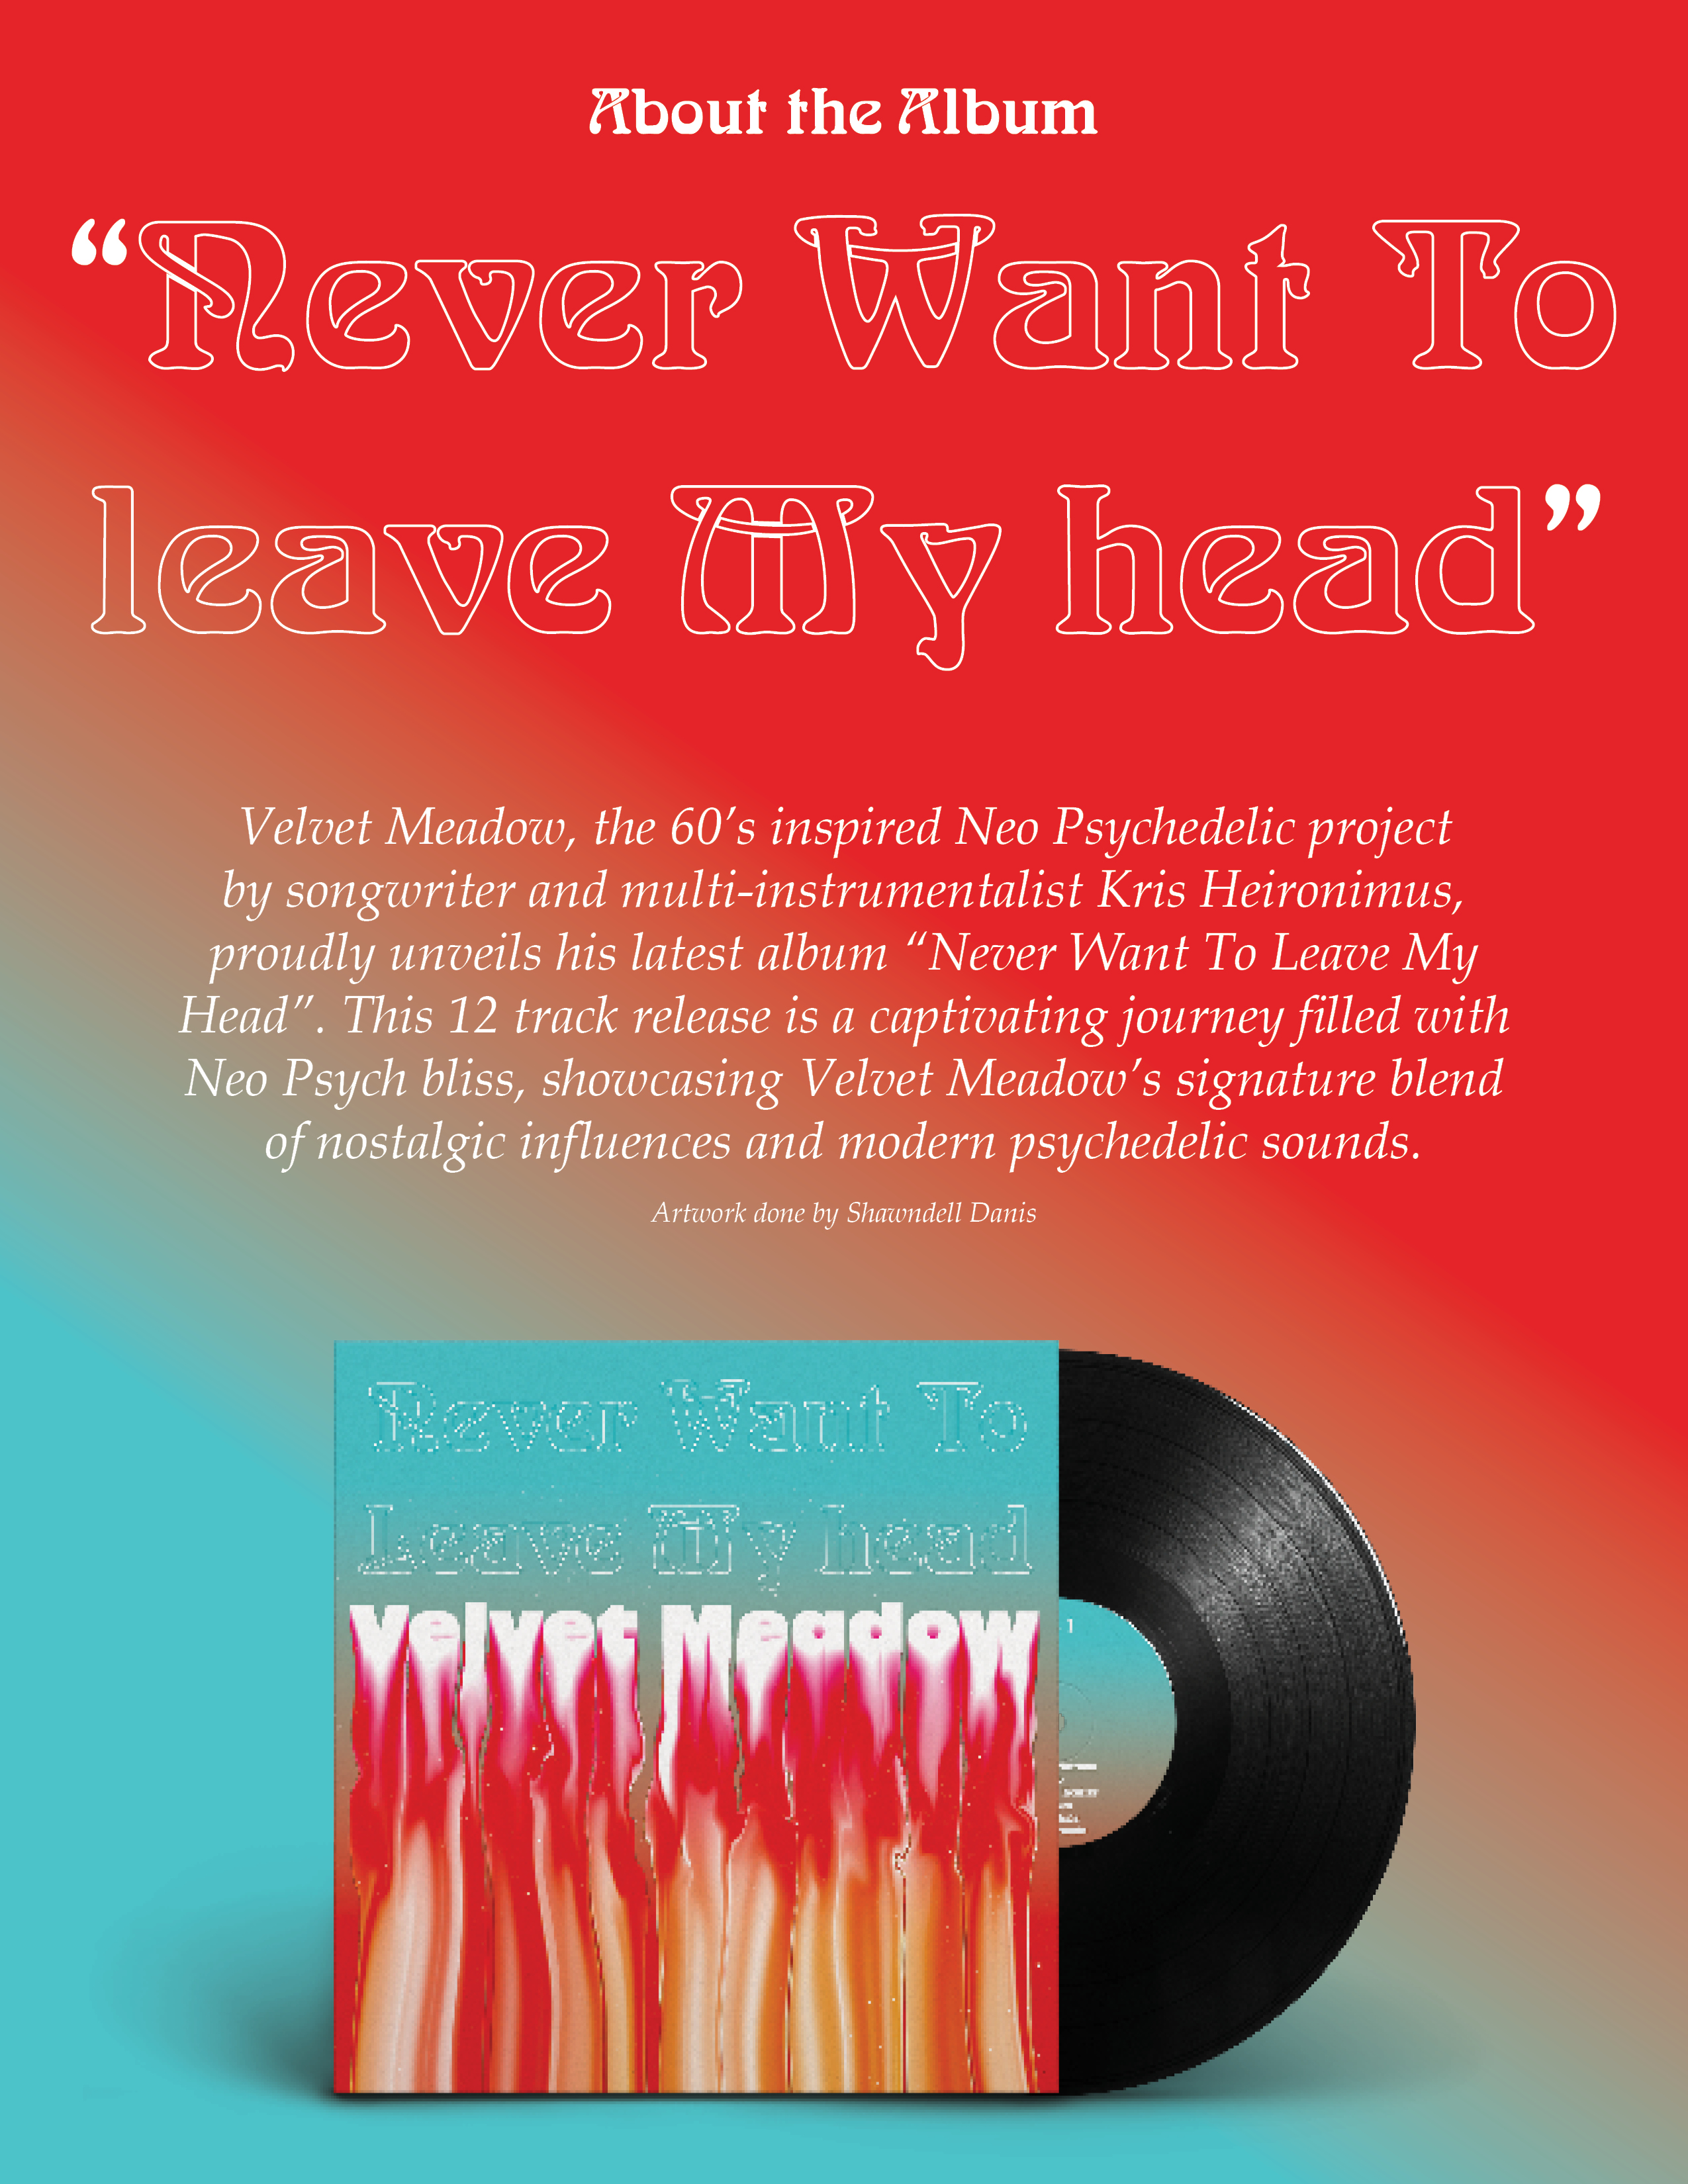 About the Album
“Never Want To
leave My head”
Velvet Meadow, the 60’s inspired Neo Psychedelic project
by songwriter and multi-instrumentalist Kris Heironimus,
proudly unveils his latest album “Never Want To Leave My
Head”. This 12 track release is a captivating journey filled with
Neo Psych bliss, showcasing Velvet Meadow’s signature blend
of nostalgic influences and modern psychedelic sounds.
Artwork done by Shawndell Danis
Never Want To
Leave My head
Velvet Meadow
1